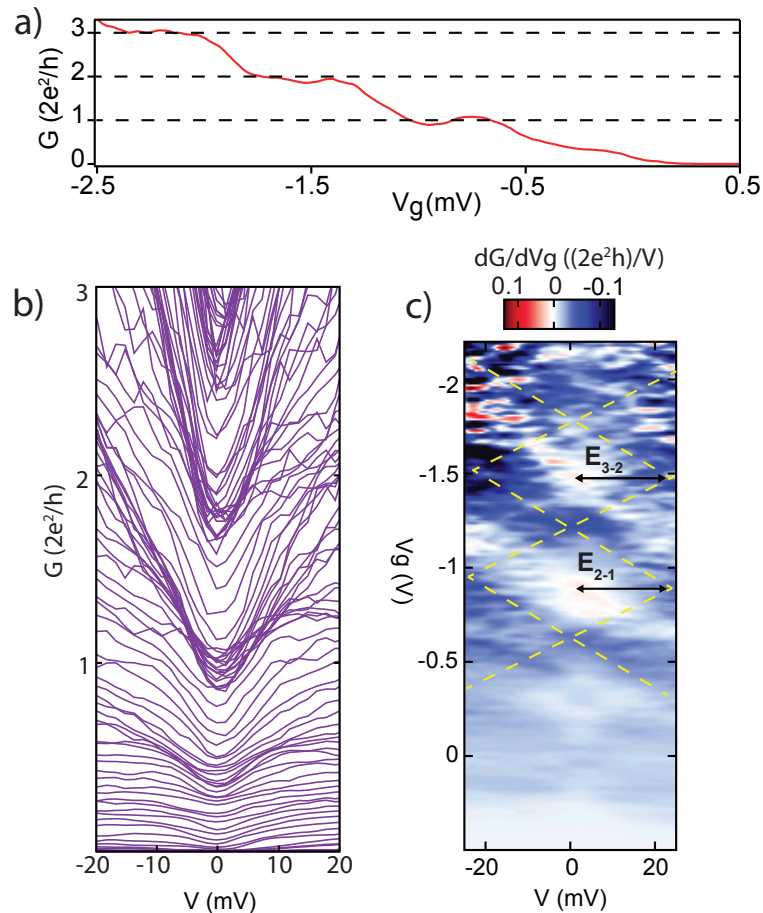 a)
G (2e²/h)
3
2
1
0
-2.5
-1.5
-0.5
0.5
Vg(mV)
b)
G (2e²/h)
3
2
1
-20
-10
0
10
20
V (mV)
c)
dG/dVg ((2e²h)/V)
0.1
0
-0.1
Vg (V)
-2
-1.5
-1
-0.5
0
E3-2
E2-1
-20
0
20
V (mV)